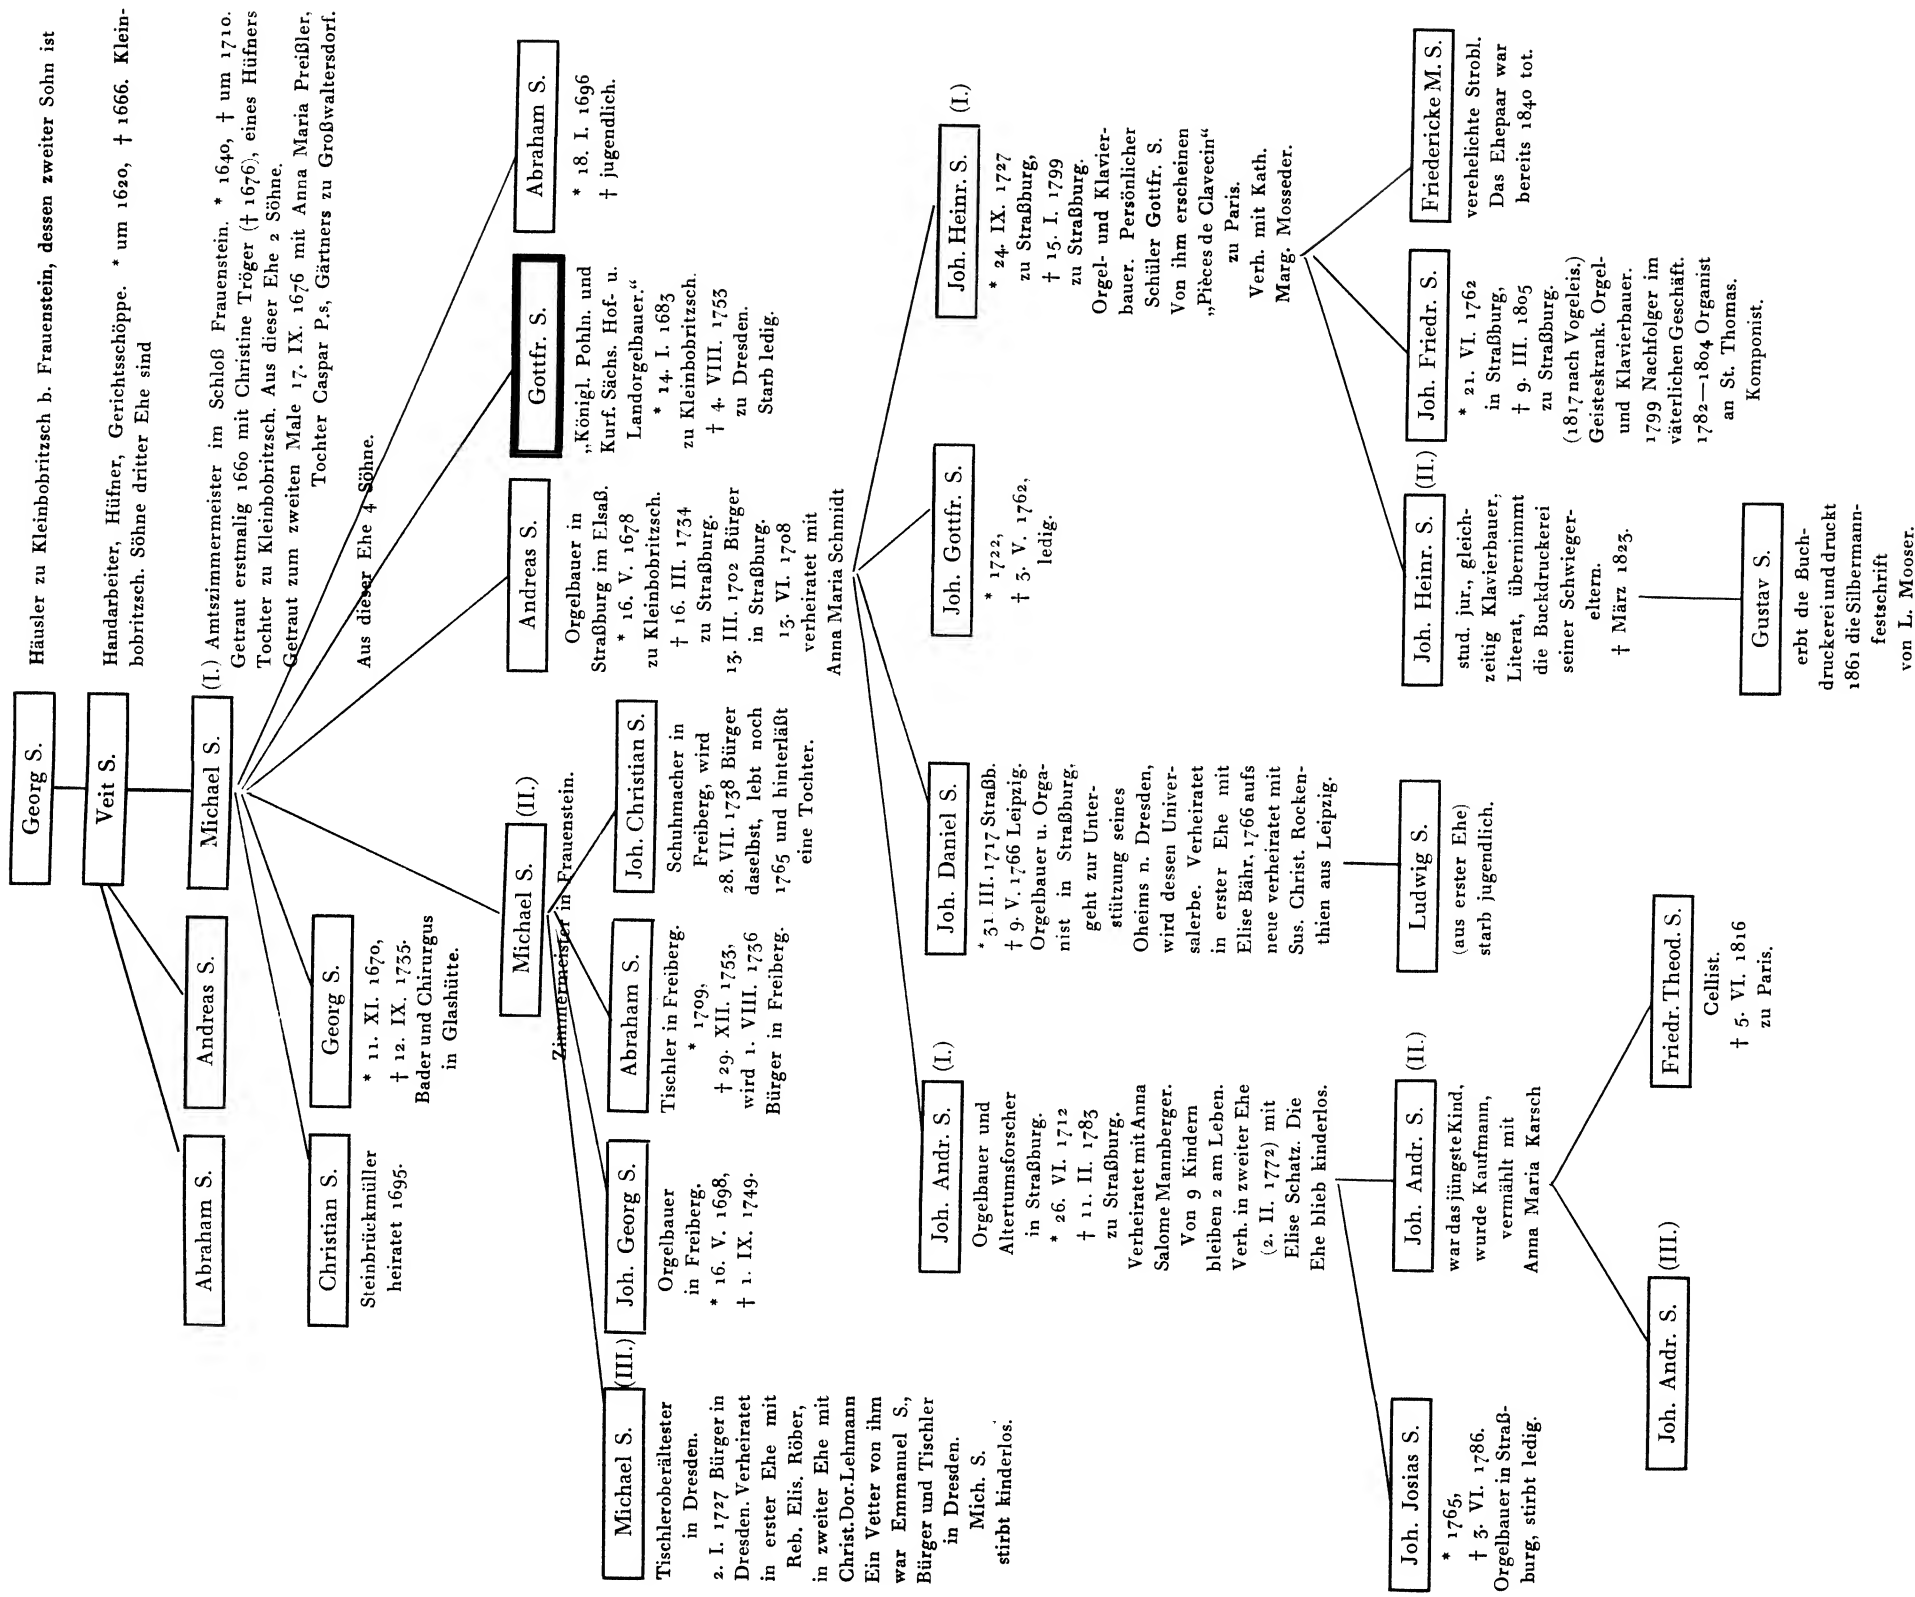 Georg S.
Häusler zu Kleinbobritzsch b. Frauenstein, dessen zweiter Sohn ist
Veit S.
Handarbeiter, Hüfner, Gerichtsschöppe. * um 1620, † 1666. Klein-
bobritzsch. Söhne dritter Ehe sind
Abraham S.
Andreas S.
Michael S.
(I.) Amtszimmermeister im Schloß Frauenstein. * 1640, † um 1710.
Getraut erstmalig 1660 mit Christine Tröger († 1676), eines Hüfners
Tochter zu Kleinbobritzsch. Aus dieser Ehe 2 Söhne.
Getraut zum zweiten Male 17. IX. 1676 mit Anna Maria Preißler,
Tochter Caspar P.s, Gärtners zu Großwaltersdorf.
Aus dieser Ehe 4 Söhne.
Christian S.
Steinbrückmüller
heiratet 1695.
Georg S.
* 11. XI. 1670,
† 12. IX. 1735.
Bader und Chirurgus
in Glashütte.
Michael S.
(II.)
Zimmermeister in Frauenstein.
Andreas S.
Orgelbauer in
Straßburg im Elsaß.
* 16. V. 1678
zu Kleinbobritzsch.
† 16. III. 1734
zu Straßburg.
13. III. 1702 Bürger
in Straßburg.
13. VI. 1708
verheiratet mit
Anna Maria Schmidt
Gottfr. S.
„Königl. Pohln. und
Kurf. Sächs. Hof- u.
Landorgelbauer.“
* 14. I. 1683
zu Kleinbobritzsch.
† 4. VIII. 1753
zu Dresden.
Starb ledig.
Abraham S.
* 18. I. 1696
† jugendlich.
Michael S.
(III.)
Tischleroberältester
in Dresden.
2. I. 1727 Bürger in
Dresden. Verheiratet
in erster Ehe mit
Reb. Elis. Röber,
in zweiter Ehe mit
Christ. Dor. Lehmann
Ein Vetter von ihm
war Emmanuel S.,
Bürger und Tischler
in Dresden.
Mich. S.
stirbt kinderlos.
Joh. Georg S.
Orgelbauer
in Freiberg.
* 16. V. 1698,
† 1. IX. 1749.
Abraham S.
Tischler in Freiberg.
* 1709,
† 29. XII. 1753,
wird 1. VIII. 1736
Bürger in Freiberg.
Joh. Christian S.
Schuhmacher in
Freiberg, wird
28. VII. 1738 Bürger
daselbst, lebt noch
1765 und hinterläßt
eine Tochter.
Joh. Andr. S.
(I.)
Orgelbauer und
Altertumsforscher
in Straßburg.
* 26. VI. 1712
† 11. II. 1783
zu Straßburg.
Verheiratet mit Anna
Salome Mannberger.
Von 9 Kindern
bleiben 2 am Leben.
Verh. in zweiter Ehe
(2. II. 1772) mit
Elise Schatz. Die
Ehe blieb kinderlos.
Joh. Daniel S.
* 31. III. 1717 Straßb.
† 9. V. 1766 Leipzig.
Orgelbauer u. Orga-
nist in Straßburg,
geht zur Unter-
stützung seines
Oheims n. Dresden,
wird dessen Univer-
salerbe. Verheiratet
in erster Ehe mit
Elise Bähr, 1766 aufs
neue verheiratet mit
Sus. Christ. Rocken-
thien aus Leipzig.
Joh. Gottfr. S.
* 1722,
† 3. V. 1762,
ledig.
Joh. Heinr. S.
(I.)
* 24. IX. 1727
zu Straßburg,
† 15. I. 1799
zu Straßburg.
Orgel- und Klavier-
bauer. Persönlicher
Schüler Gottfr. S.
Von ihm erscheinen
„Pièces de Clavecin“
zu Paris.
Verh. mit Kath.
Marg. Mosseder.
Joh. Josias S.
* 1765,
† 3. VI. 1786.
Orgelbauer in Straß-
burg, stirbt ledig.
Joh. Andr. S.
(II.)
war das jüngste Kind,
wurde Kaufmann,
vermählt mit
Anna Maria Karsch
Ludwig S.
(aus erster Ehe)
starb jugendlich.
Joh. Heinr. S.
(II.)
stud. jur., gleich-
zeitig Klavierbauer,
Literat, übernimmt
die Buckdruckerei
seiner Schwieger-
eltern.
† März 1823.
Joh. Friedr. S.
* 21. VI. 1762
in Straßburg,
† 9. III. 1805
zu Straßburg.
(1817 nach Vogeleis.)
Geisteskrank. Orgel-
und Klavierbauer.
1799 Nachfolger im
väterlichen Geschäft.
1782—1804 Organist
an St. Thomas.
Komponist.
Friedericke M. S.
verehelichte Strobl.
Das Ehepaar war
bereits 1840 tot.
Joh. Andr. S.
(III.)
Friedr. Theod. S.
Cellist.
† 5. VI. 1816
zu Paris.
Gustav S.
erbt die Buch-
druckerei und druckt
1861 die Silbermann-
festschrift
von L. Mooser.